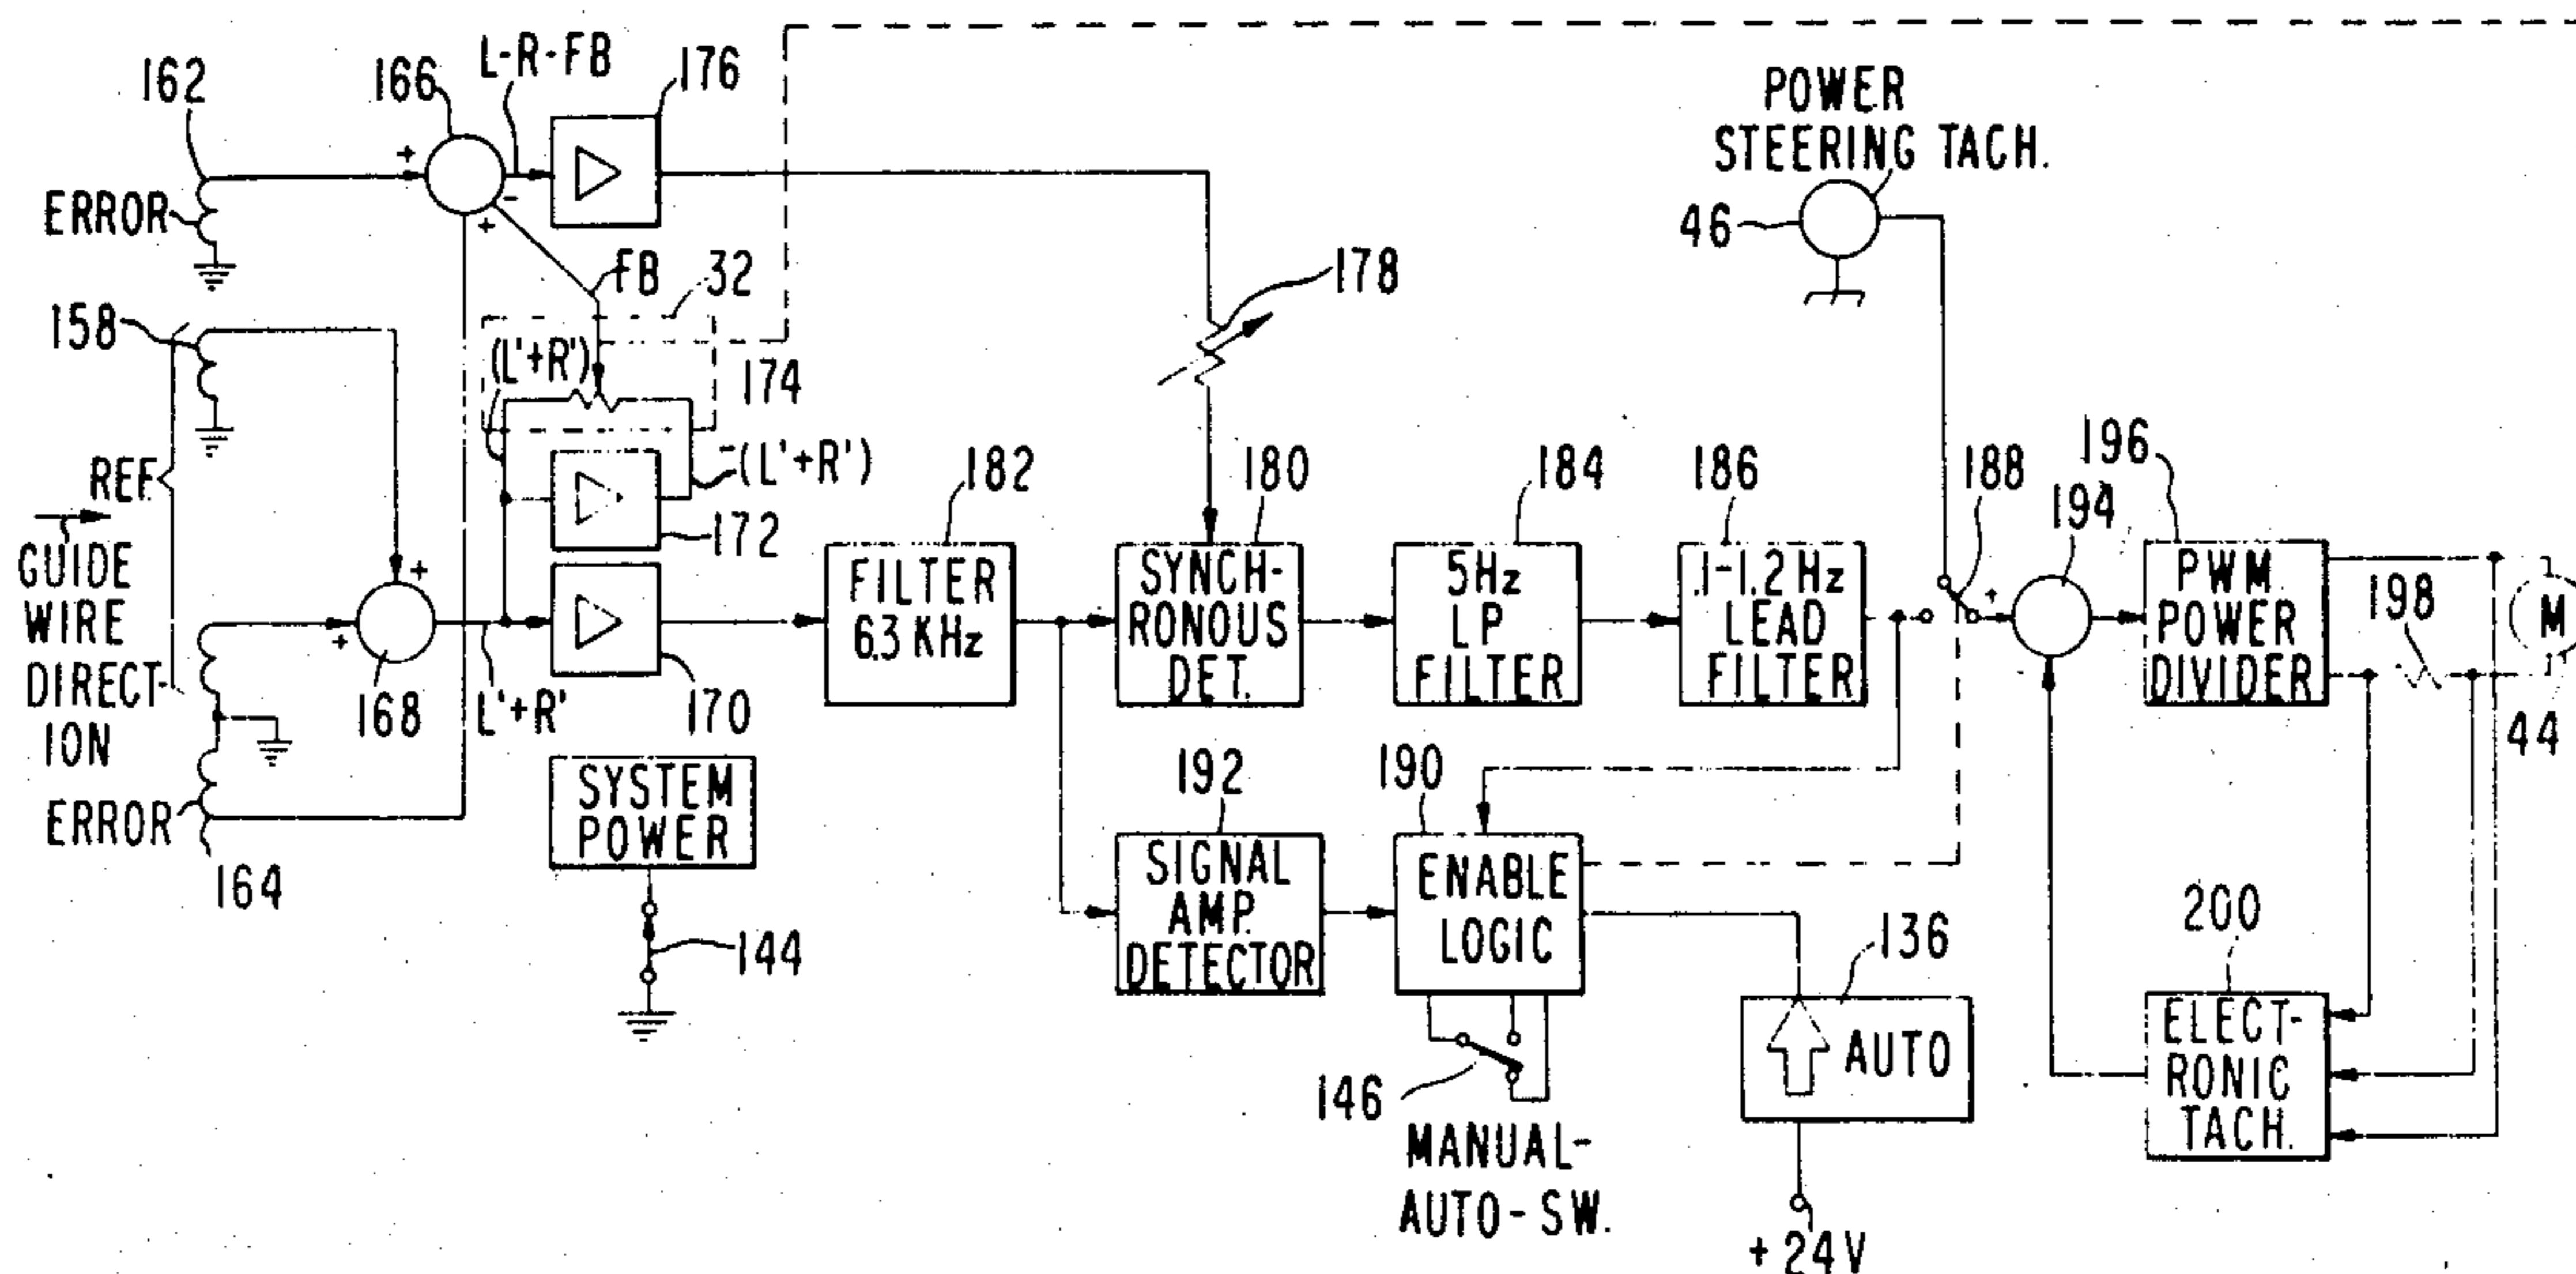 162
166
L-R-FB
176
ERROR
POWER
STEERING TACH.
46
FB
32
178
158
(L'+R')
174
REF.
-(L'+R')
172
182
180
184
186
188
196
194
GUIDE
WIRE
DIRECT-
ION
FILTER
6.3 KHz
SYNCH-
RONOUS
DET.
5Hz
LP
FILTER
.1-1.2 Hz
LEAD
FILTER
PWM
POWER
DIVIDER
198
M
44
168
L'+R'
170
ERROR
164
SYSTEM
POWER
144
192
190
SIGNAL
AMP.
DETECTOR
ENABLE
LOGIC
136
AUTO
200
ELECT-
RONIC
TACH.
146
MANUAL-
AUTO-SW.
+24V
+
+
-
+
+
+